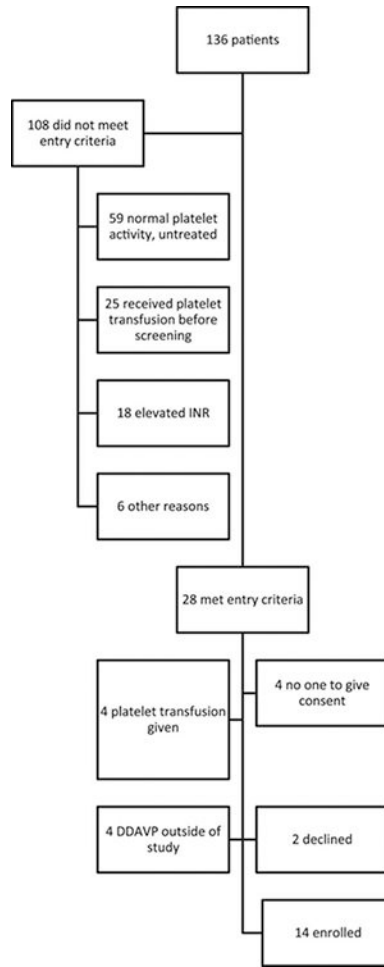 136 patients
108 did not meet
entry criteria
59 normal platelet
activity, untreated
25 received platelet
transfusion before
screening
18 elevated INR
6 other reasons
28 met entry criteria
4 platelet transfusion
given
4 no one to give
consent
4 DDAVP outside of
study
2 declined
14 enrolled